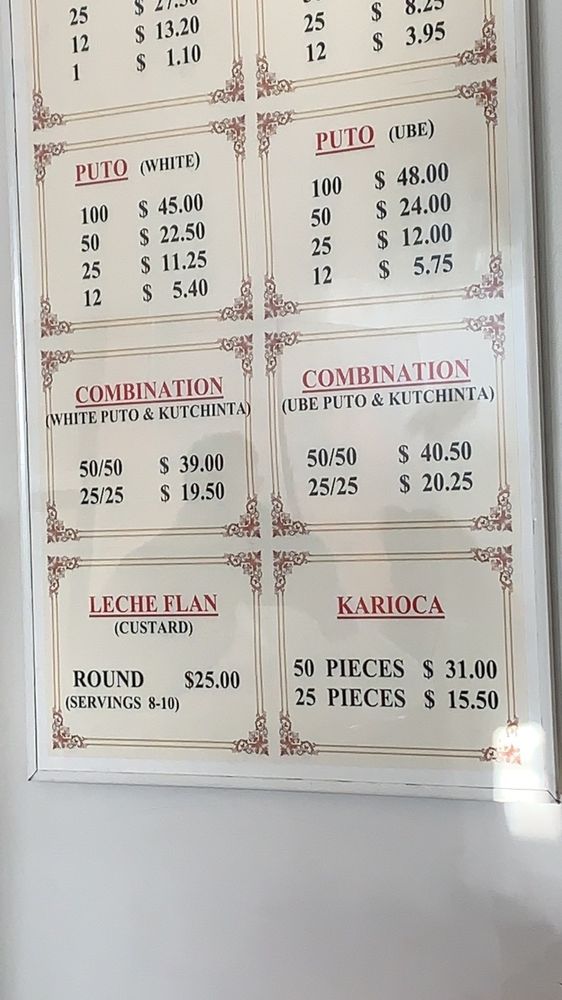 25 $ 27.50
12 $ 13.20
1 $ 1.10
25 $ 8.25
12 $ 3.95
PUTO (WHITE)
100 $ 45.00
50 $ 22.50
25 $ 11.25
12 $ 5.40
PUTO (UBE)
100 $ 48.00
50 $ 24.00
25 $ 12.00
12 $ 5.75
COMBINATION
(WHITE PUTO & KUTCHINTA)
50/50 $ 39.00
25/25 $ 19.50
COMBINATION
(UBE PUTO & KUTCHINTA)
50/50 $ 40.50
25/25 $ 20.25
LECHE FLAN
(CUSTARD)
ROUND $25.00
(SERVINGS 8-10)
KARIOCA
50 PIECES $ 31.00
25 PIECES $ 15.50